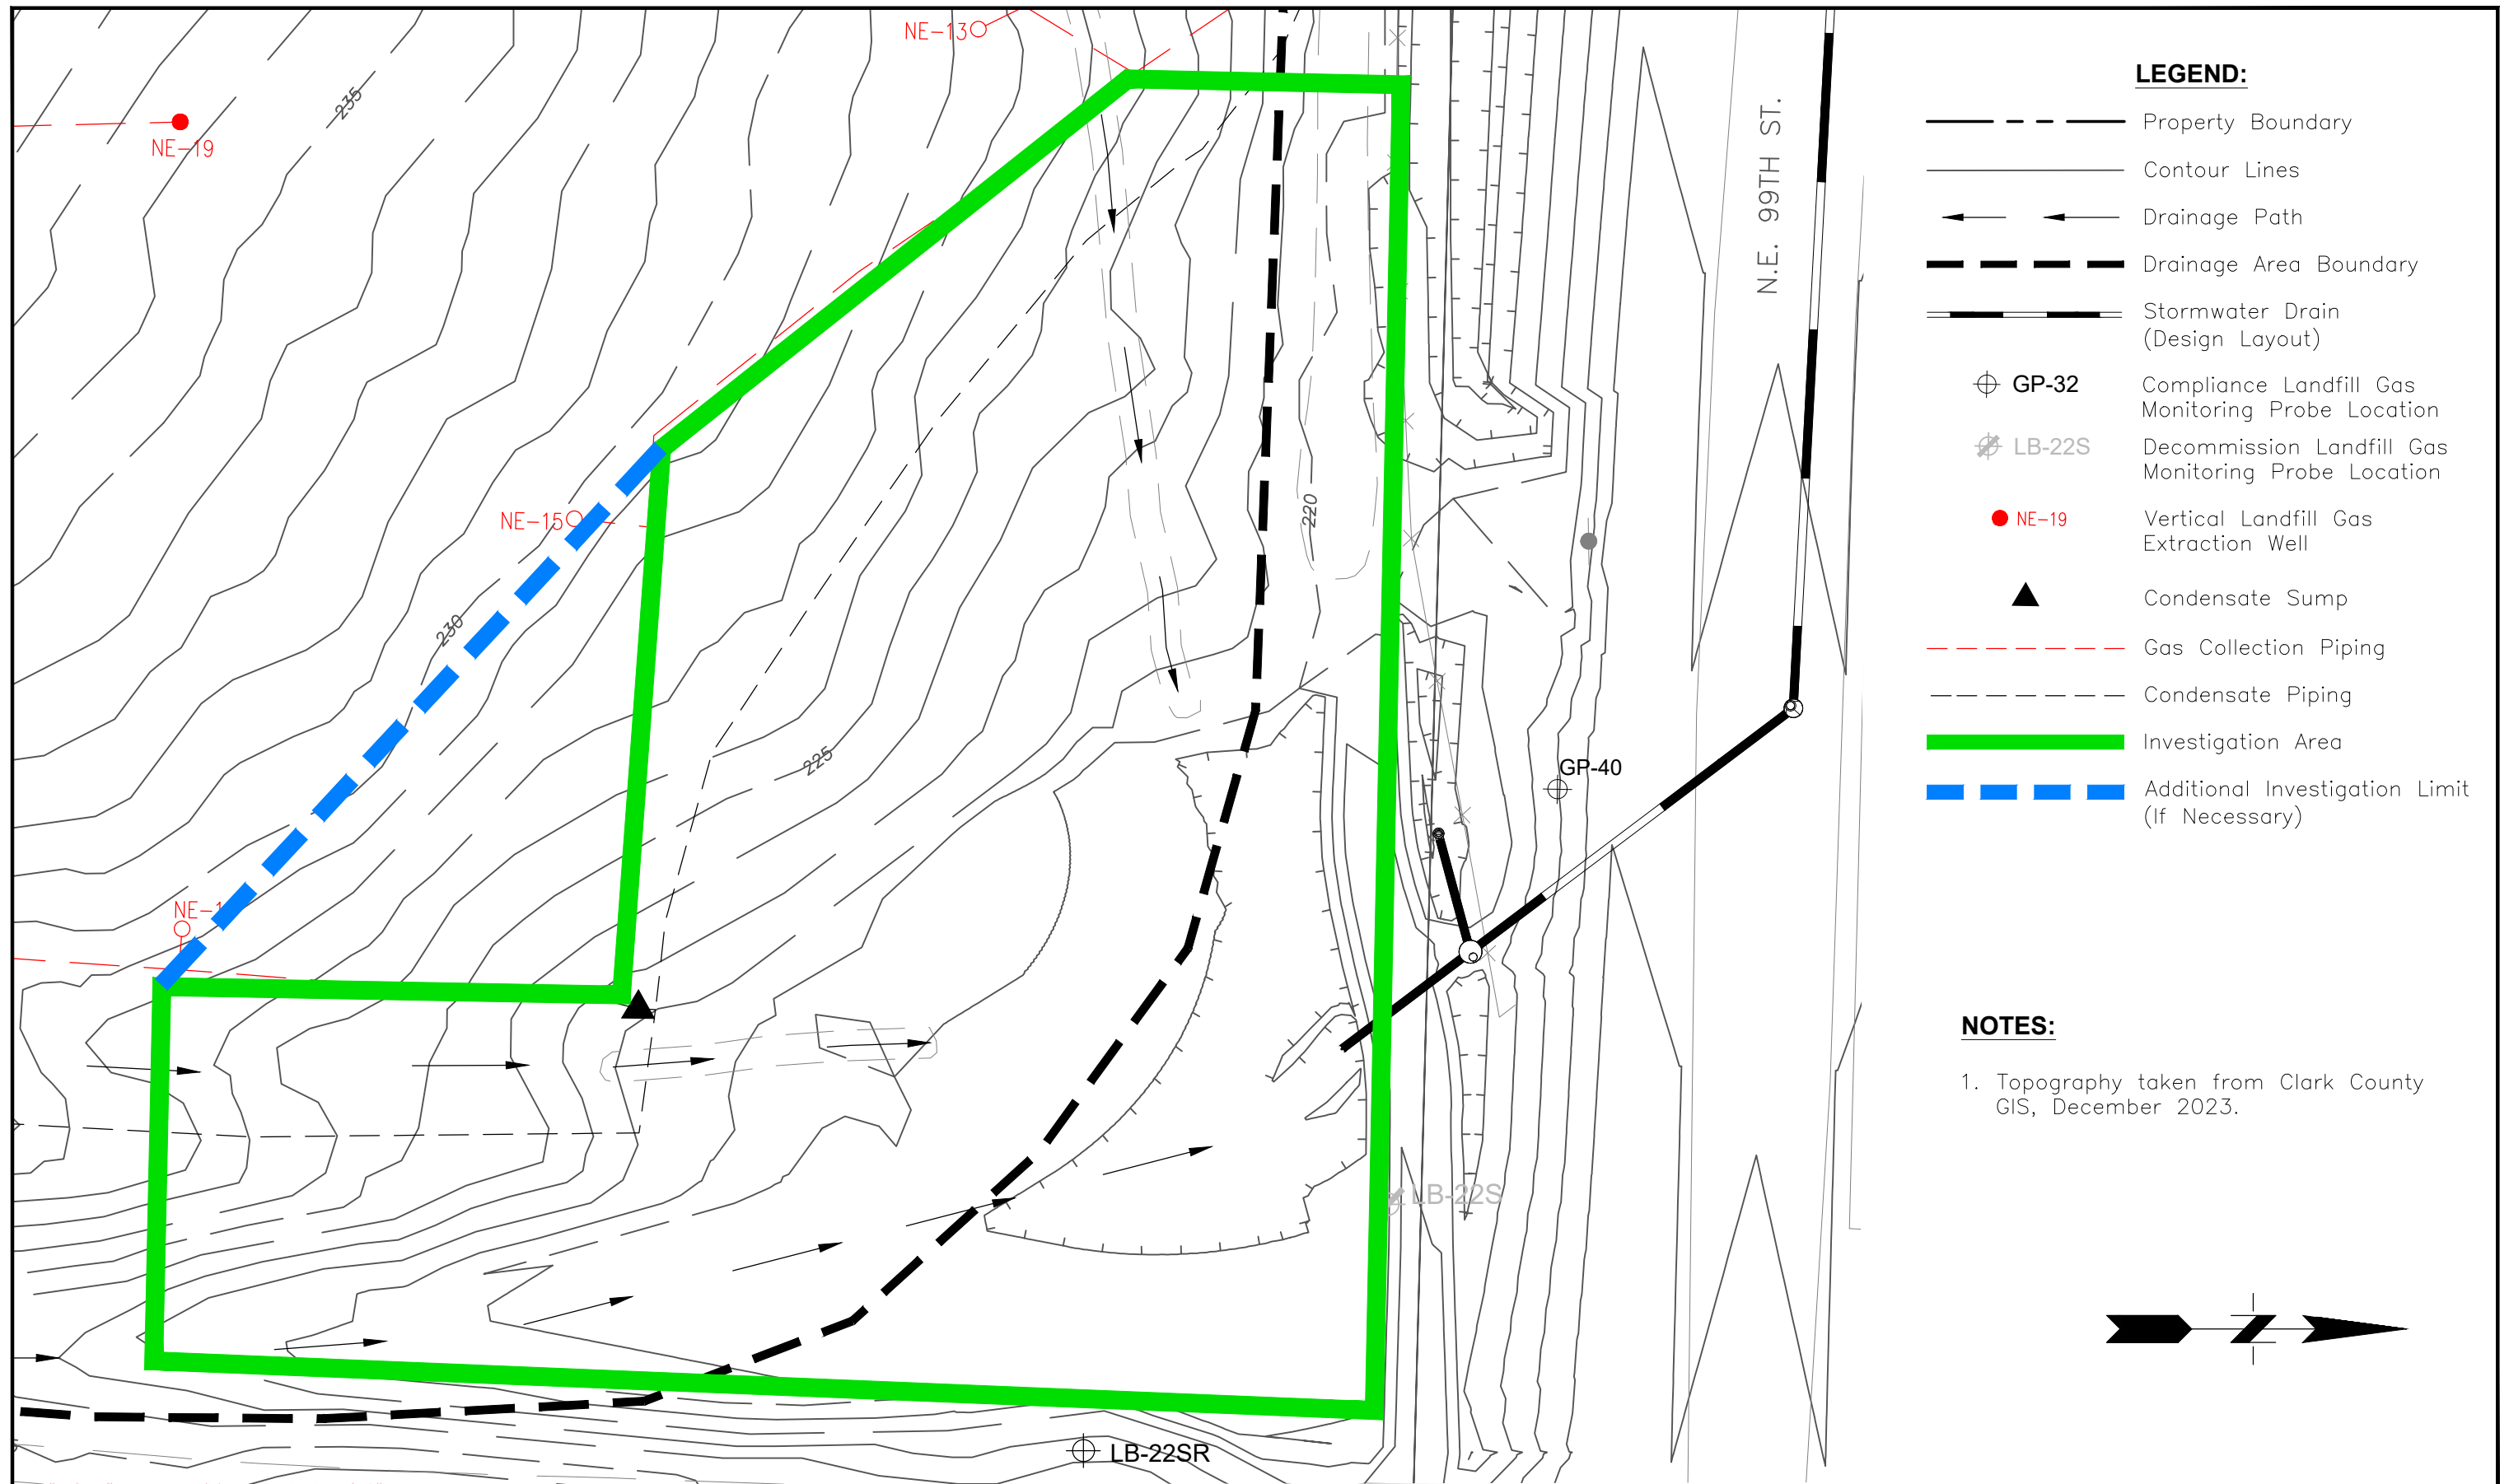 NE-13
235
NE-19
N.E. 99TH ST.
220
NE-15
230
225
GP-40
NE-1
LB-22S
LB-22SR
LEGEND:
Property Boundary
Contour Lines
Drainage Path
Drainage Area Boundary
Stormwater Drain
(Design Layout)
GP-32 Compliance Landfill Gas
Monitoring Probe Location
LB-22S Decommission Landfill Gas
Monitoring Probe Location
NE-19 Vertical Landfill Gas
Extraction Well
Condensate Sump
Gas Collection Piping
Condensate Piping
Investigation Area
Additional Investigation Limit
(If Necessary)
NOTES:
1. Topography taken from Clark County
GIS, December 2023.
Z